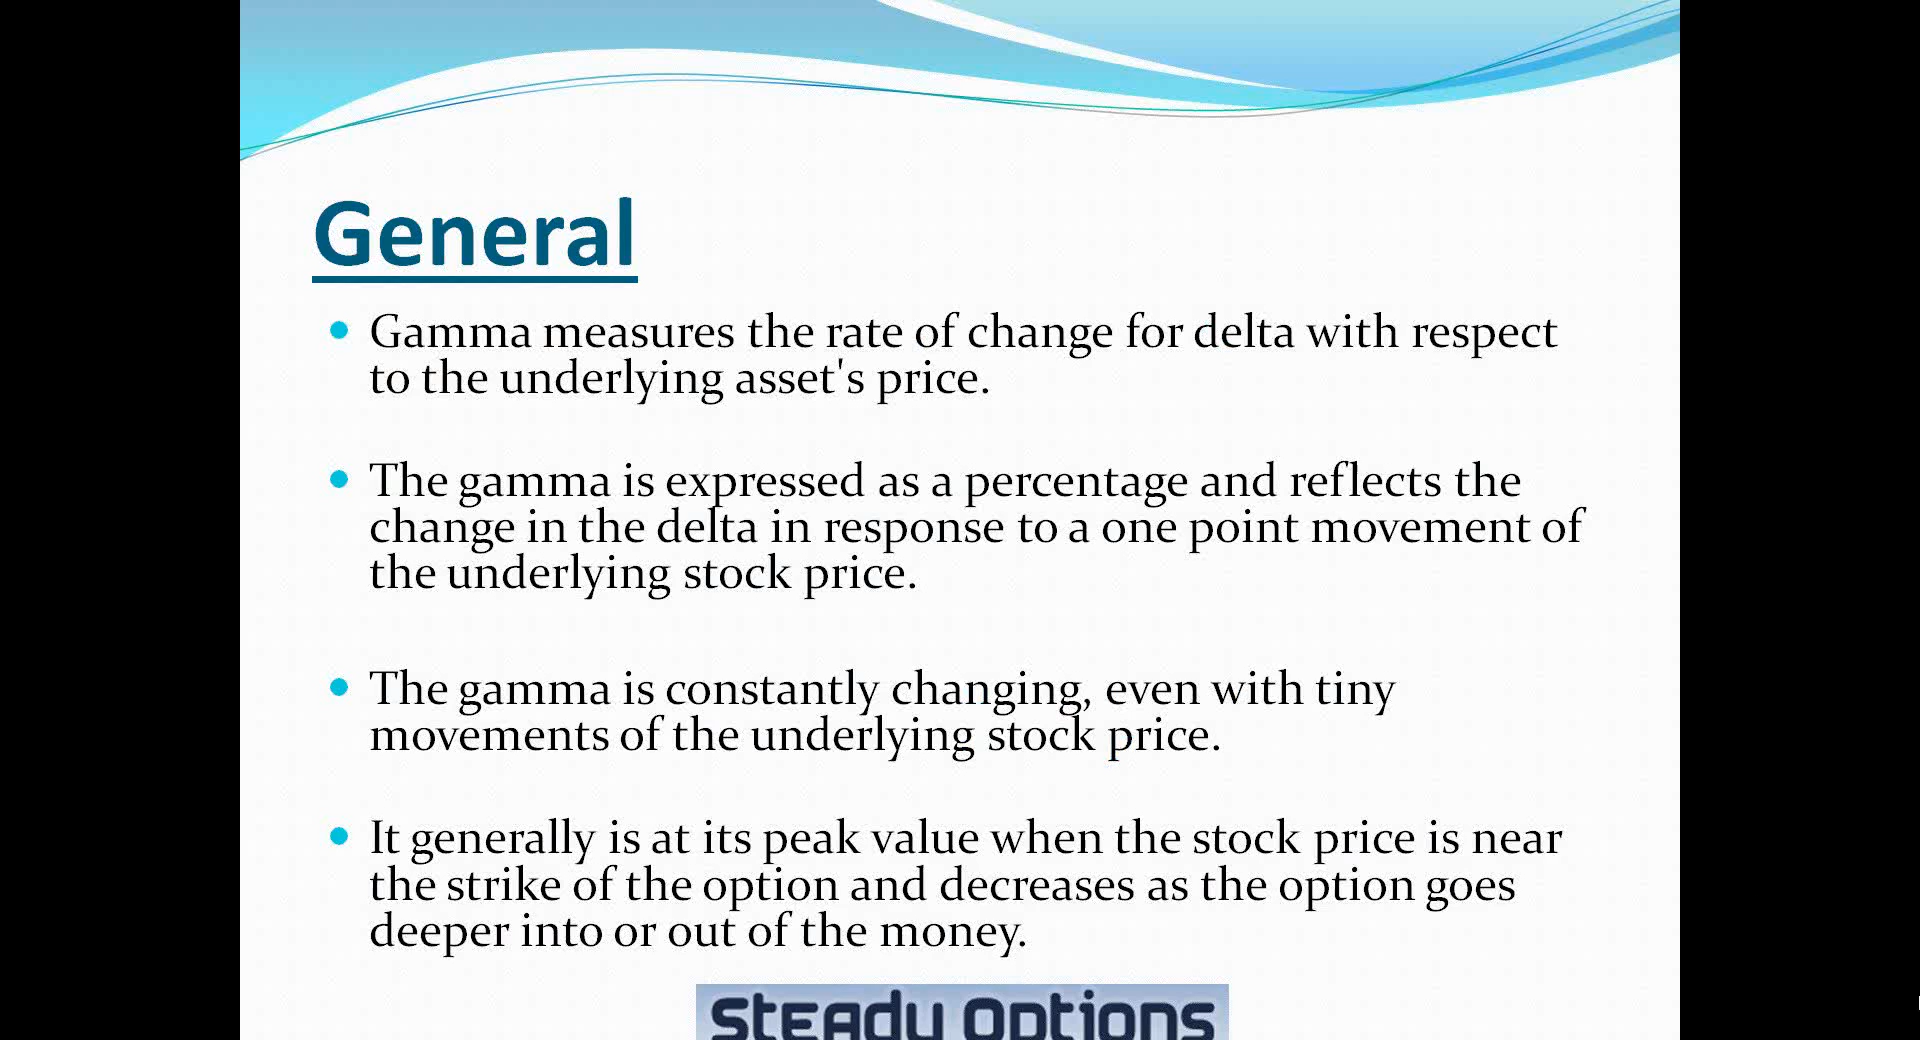 General
Gamma measures the rate of change for delta with respect
to the underlying asset's price.
The gamma is expressed as a percentage and reflects the
change in the delta in response to a one point movement of
the underlying stock price.
The gamma is constantly changing, even with tiny
movements of the underlying stock price.
It generally is at its peak value when the stock price is near
the strike of the option and decreases as the option goes
deeper into or out of the money.
Steady Options